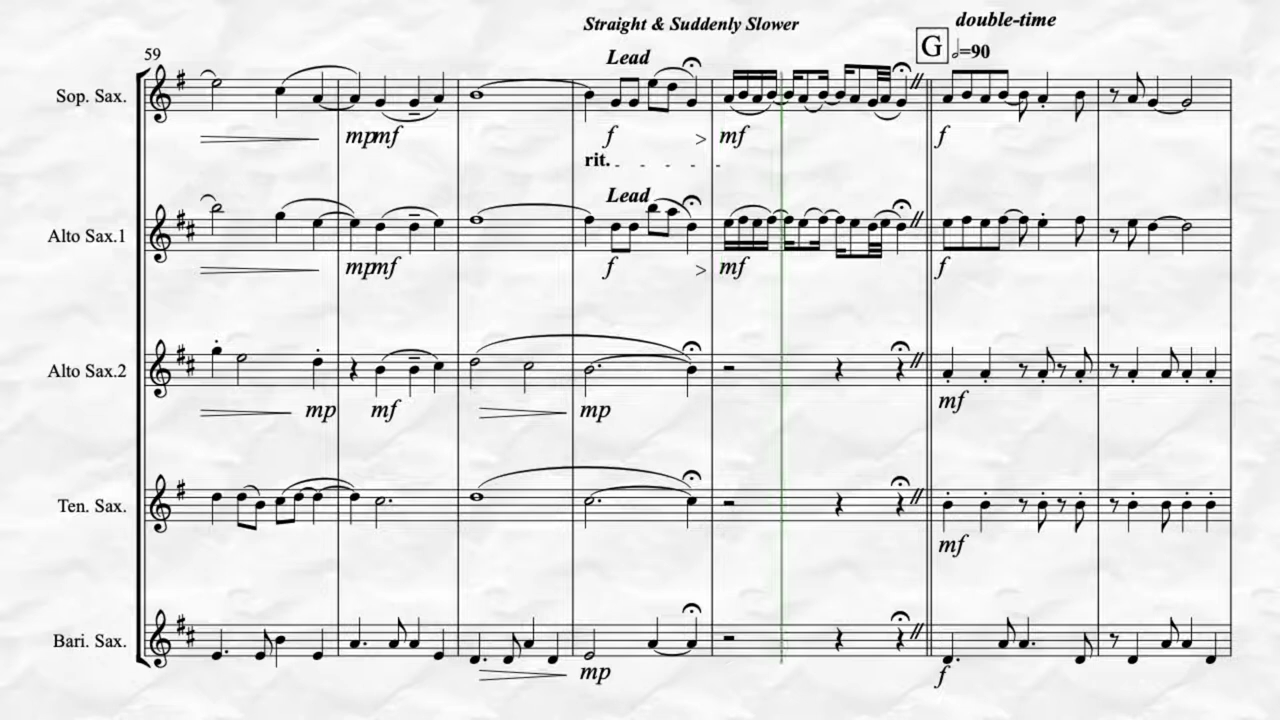 Straight & Suddenly Slower
double-time
59
Lead
G
=90
Sop. Sax.
mp mf
f
mf
f
rit.
Lead
Alto Sax.1
mp mf
f
mf
f
Alto Sax.2
mp
mf
mp
mf
Ten. Sax.
mf
Bari. Sax.
mp
f